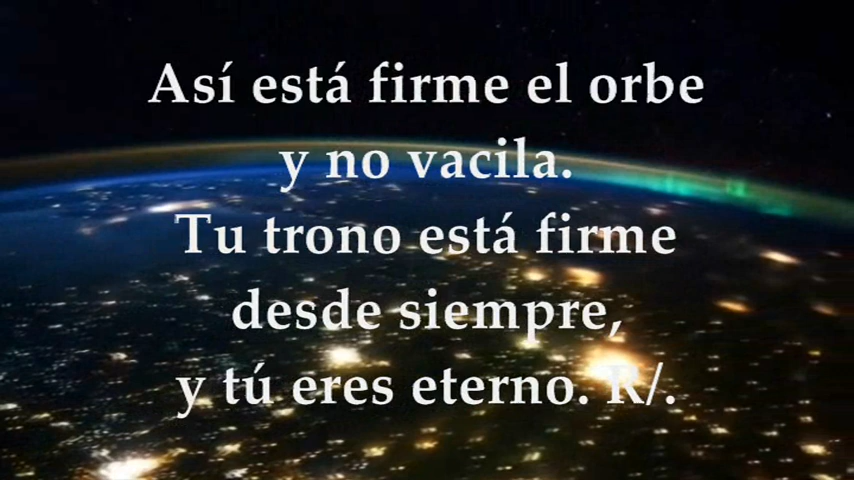 Así está firme el orbe
y no vacila.
Tu trono está firme
desde siempre,
y tú eres eterno. R/.